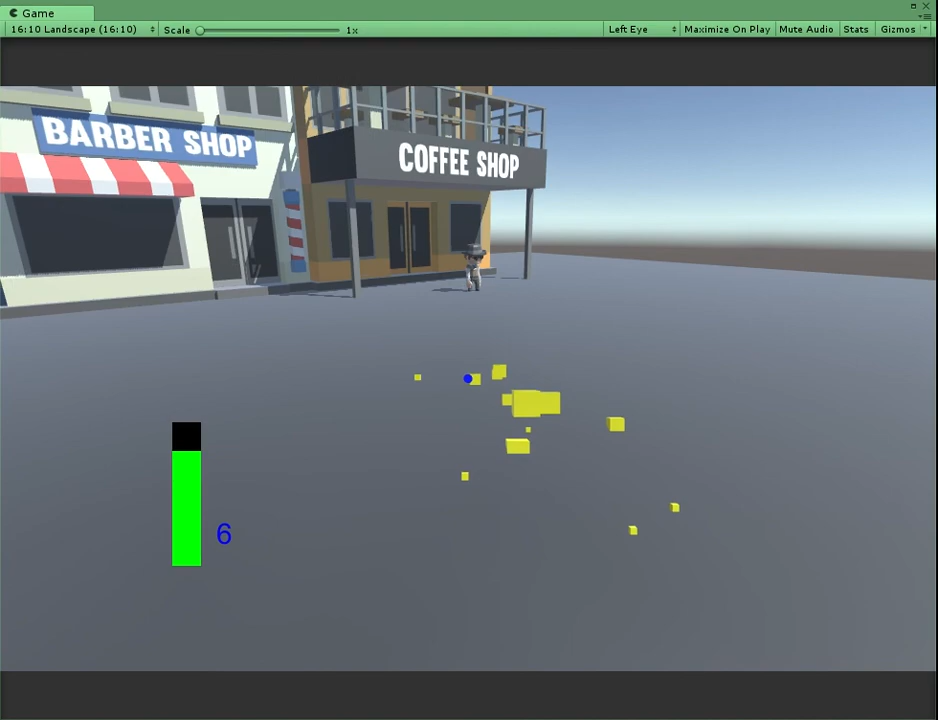 Game
16:10 Landscape (16:10) Scale 1x Left Eye Maximize On Play Mute Audio Stats Gizmos
BARBER SHOP
COFFEE SHOP
6